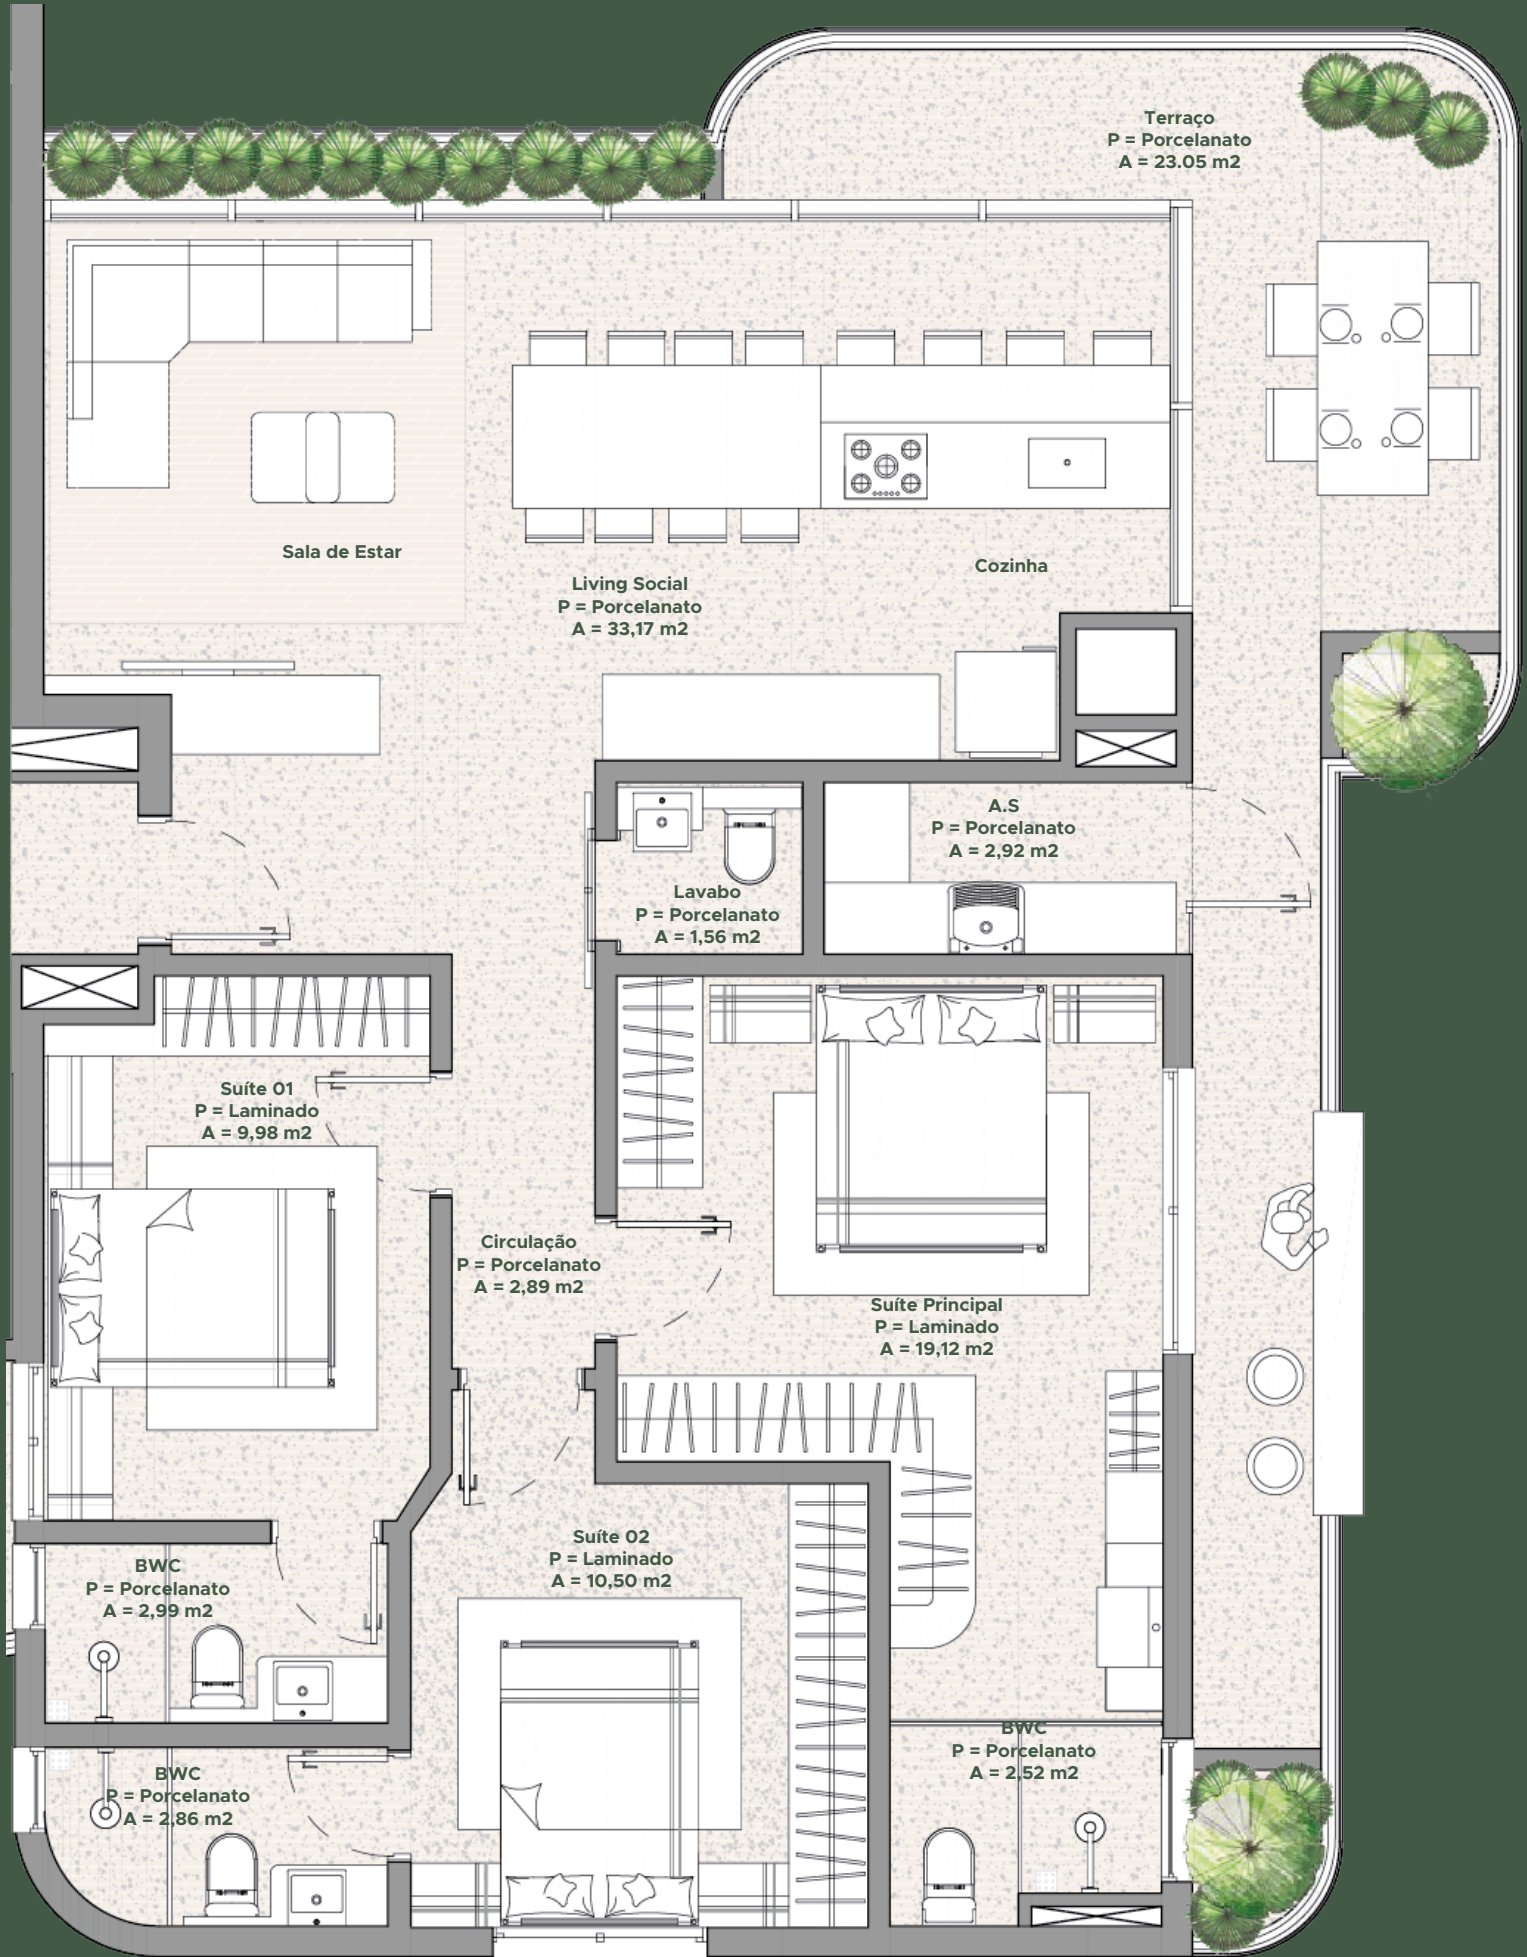 Terraço
P = Porcelanato
A = 23.05 m2
Sala de Estar
Living Social
P = Porcelanato
A = 33,17 m2
Cozinha
A.S
P = Porcelanato
A = 2,92 m2
Lavabo
P = Porcelanato
A = 1,56 m2
Suíte 01
P = Laminado
A = 9,98 m2
Circulação
P = Porcelanato
A = 2,89 m2
Suíte Principal
P = Laminado
A = 19,12 m2
Suíte 02
P = Laminado
A = 10,50 m2
BWC
P = Porcelanato
A = 2,99 m2
BWC
P = Porcelanato
A = 2,52 m2
BWC
P = Porcelanato
A = 2,86 m2